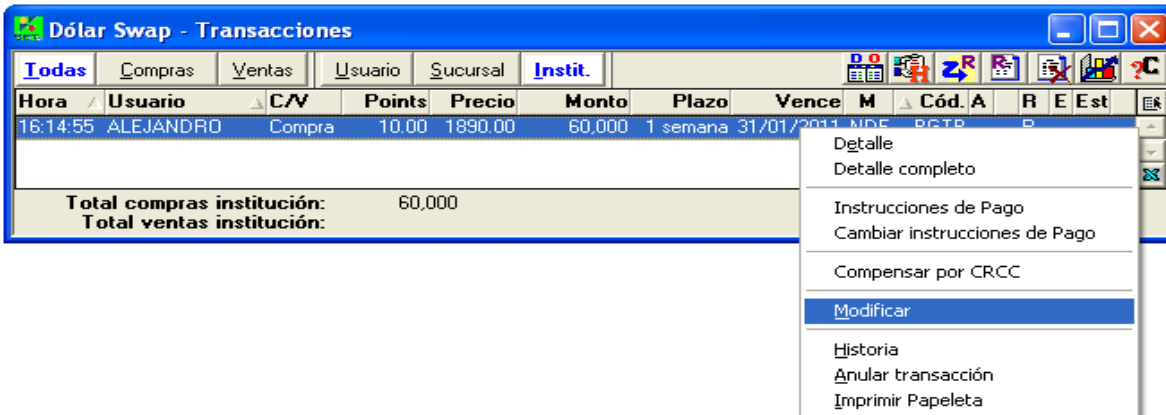 Dólar Swap - Transacciones
Todas Compras Ventas Usuario Sucursal Instit.
Hora Usuario C/V Points Precio Monto Plazo Vence M Cód. A R E Est
16:14:55 ALEJANDRO Compra 10.00 1890.00 60,000 1 semana 31/01/2011
Total compras institución: 60,000
Total ventas institución:
Detalle
Detalle completo
Instrucciones de Pago
Cambiar instrucciones de Pago
Compensar por CRCC
Modificar
Historia
Anular transacción
Imprimir Papeleta